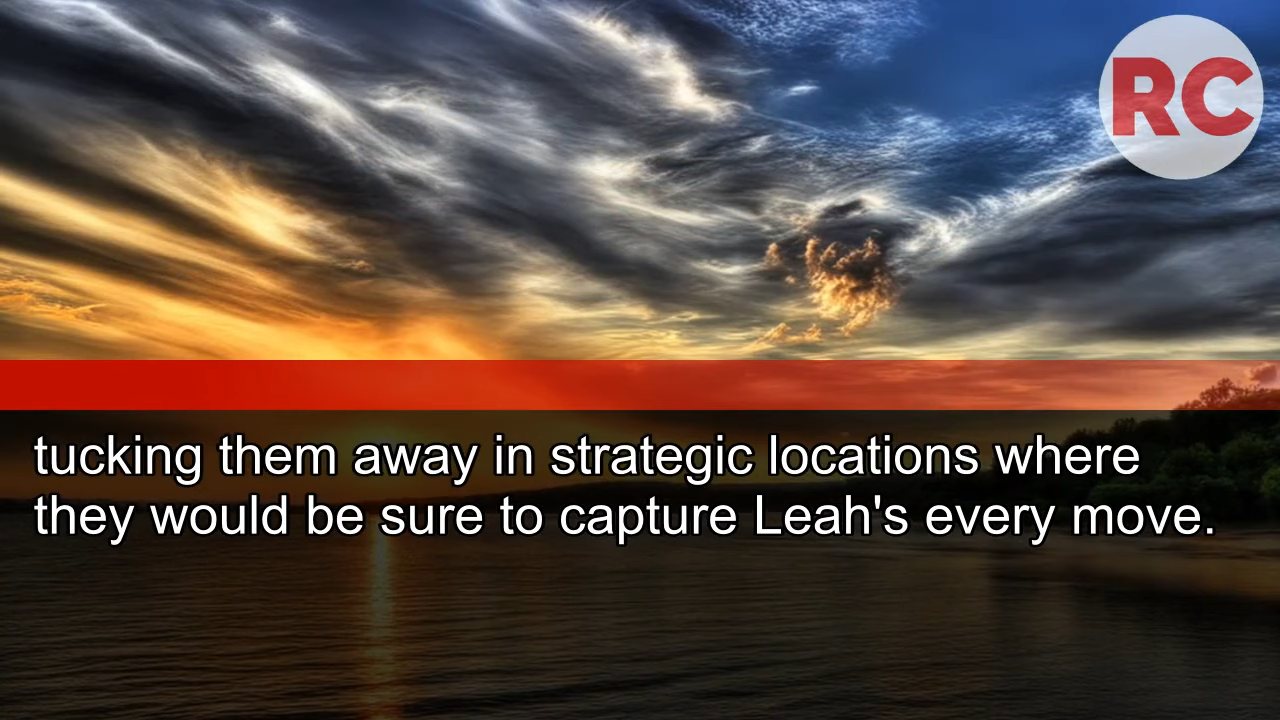 RC
tucking them away in strategic locations where
they would be sure to capture Leah's every move.